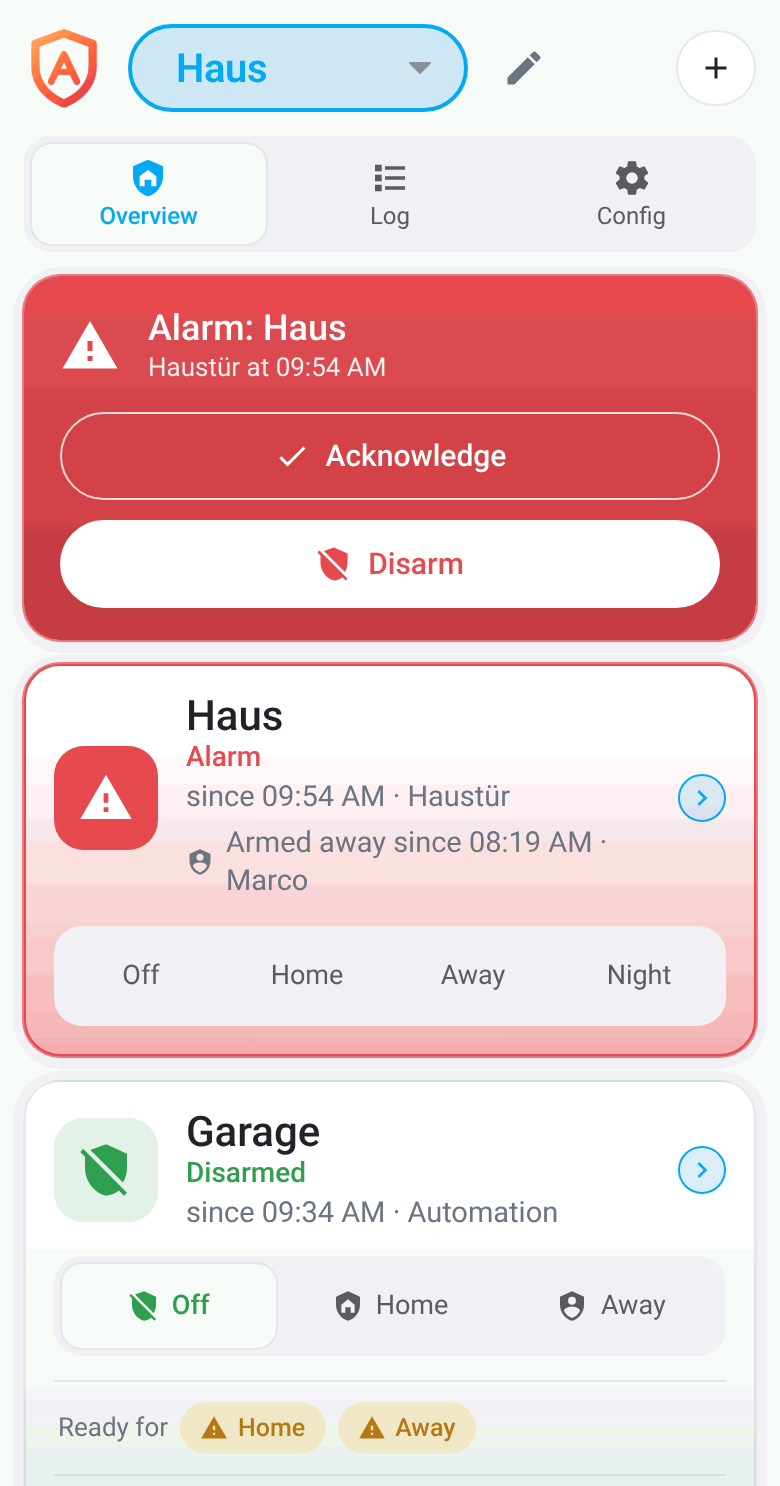 Haus
Overview
Log
Config
Alarm: Haus
Haustür at 09:54 AM
Acknowledge
Disarm
Haus
Alarm
since 09:54 AM · Haustür
Armed away since 08:19 AM ·
Marco
Off Home Away Night
Garage
Disarmed
since 09:34 AM · Automation
Off Home Away
Ready for Home Away